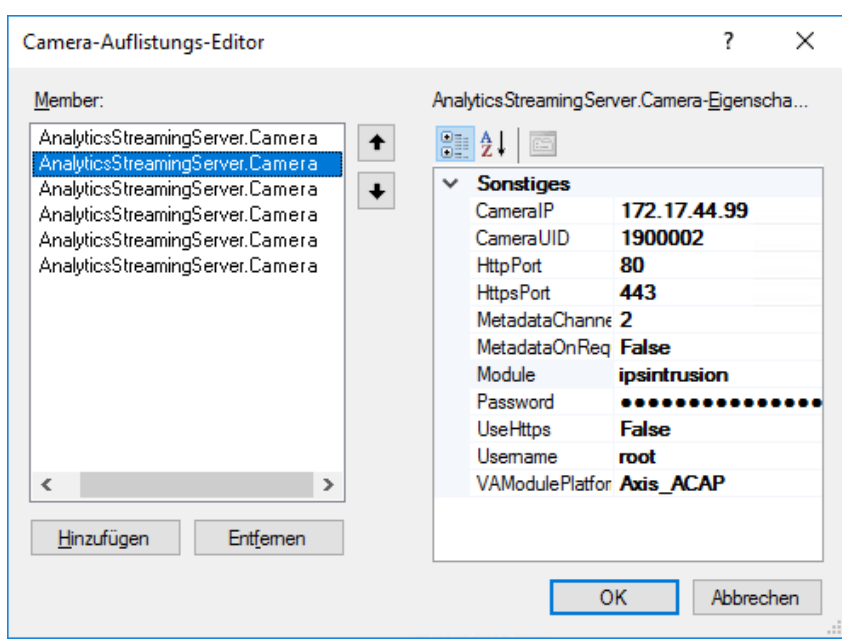 Camera-Auflistungs-Editor ? ×
Member:
AnalyticsStreamingServer.Camera
AnalyticsStreamingServer.Camera
AnalyticsStreamingServer.Camera
AnalyticsStreamingServer.Camera
AnalyticsStreamingServer.Camera
AnalyticsStreamingServer.Camera
Hinzufügen Entfernen
AnalyticsStreamingServer.Camera-Eigenscha...
Sonstiges
CameraIP 172.17.44.99
CameraUID 1900002
HttpPort 80
HttpsPort 443
MetadataChanne 2
MetadataOnReq False
Module ipsintrusion
Password ●●●●●●●●●●●●●●●
UseHttps False
Username root
VAModulePlatfor Axis_ACAP
OK Abbrechen